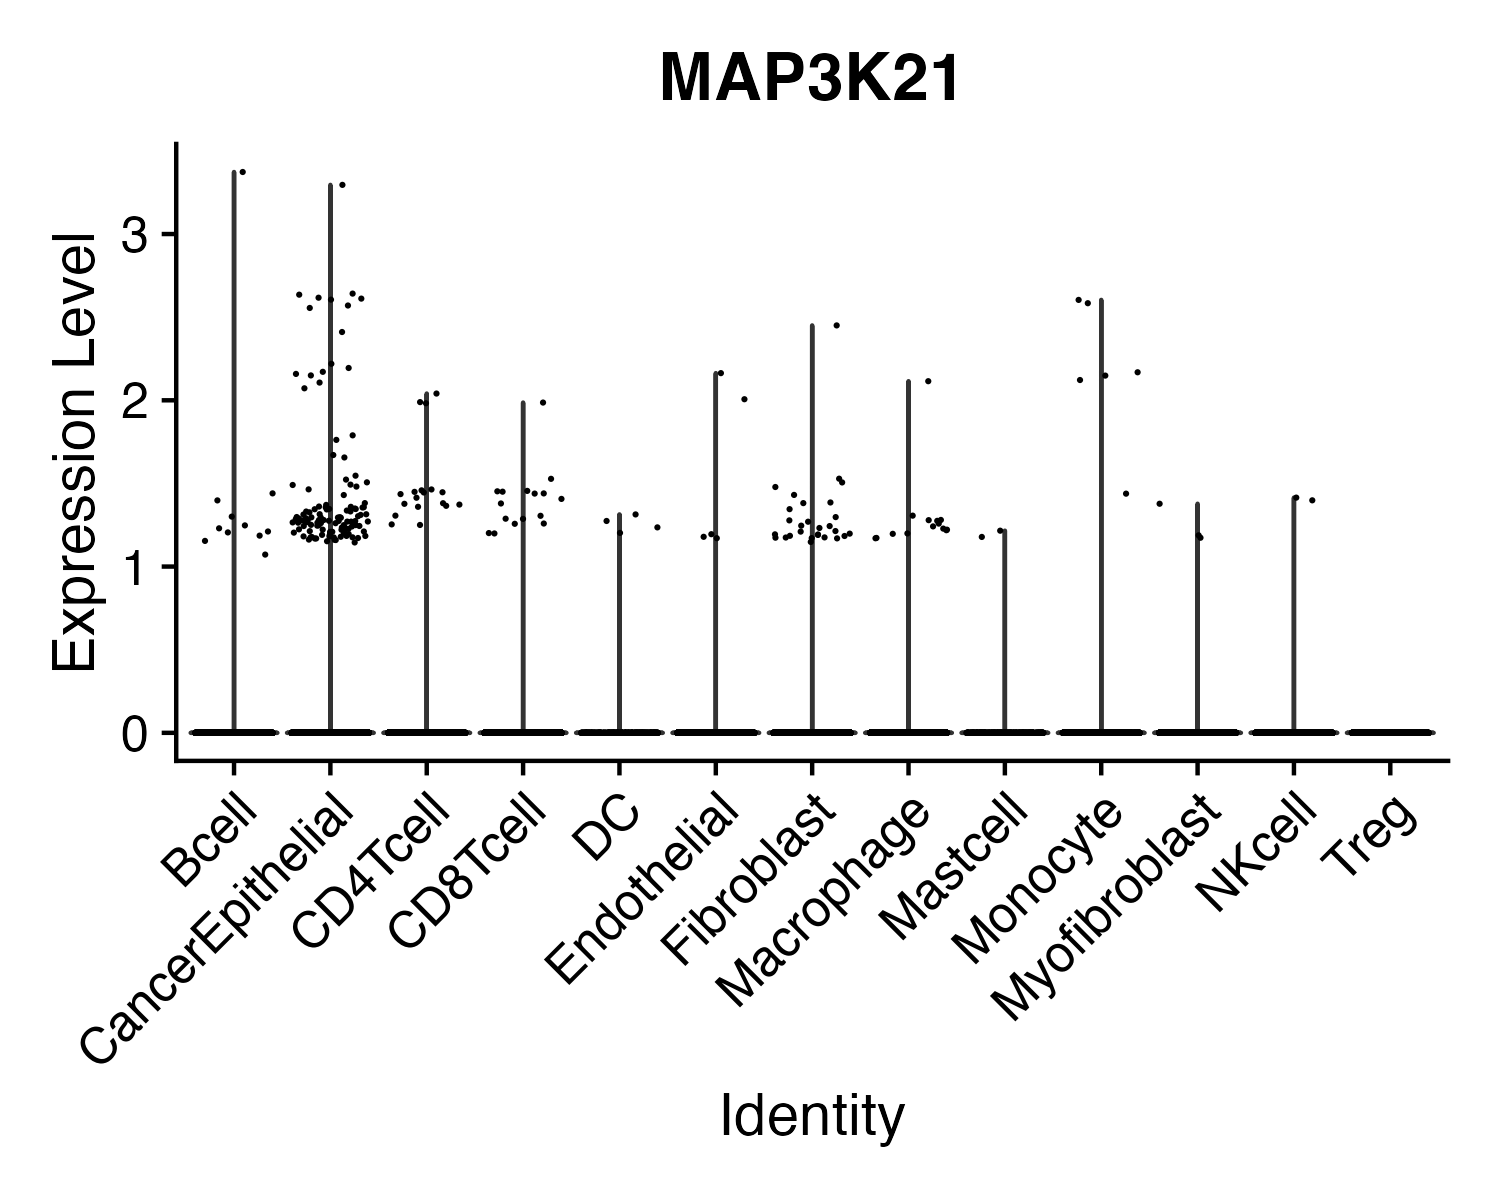 MAP3K21
Expression Level
3
2
1
0
Bcell
CancerEpithelial
CD4Tcell
CD8Tcell
DC
Endothelial
Fibroblast
Macrophage
Mastcell
Monocyte
Myofibroblast
NKcell
Treg
Identity